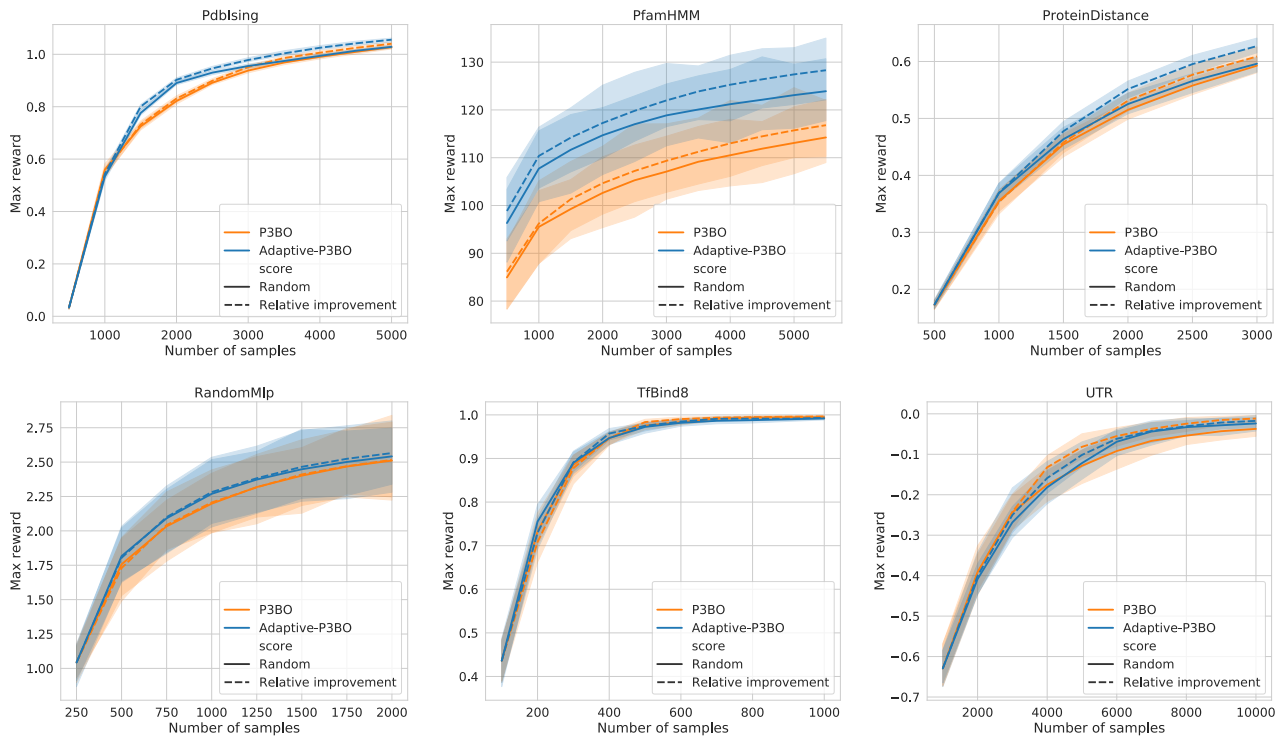 PdbIsing
Max reward
1.0
0.8
0.6
0.4
0.2
0.0
P3BO
Adaptive-P3BO
score
Random
Relative improvement
1000 2000 3000 4000 5000
Number of samples
PfamHMM
Max reward
130
120
110
100
90
80
P3BO
Adaptive-P3BO
score
Random
Relative improvement
1000 2000 3000 4000 5000
Number of samples
ProteinDistance
Max reward
0.6
0.5
0.4
0.3
0.2
P3BO
Adaptive-P3BO
score
Random
Relative improvement
500 1000 1500 2000 2500 3000
Number of samples
RandomMlp
Max reward
2.75
2.50
2.25
2.00
1.75
1.50
1.25
1.00
P3BO
Adaptive-P3BO
score
Random
Relative improvement
250 500 750 1000 1250 1500 1750 2000
Number of samples
TfBind8
Max reward
1.0
0.9
0.8
0.7
0.6
0.5
0.4
P3BO
Adaptive-P3BO
score
Random
Relative improvement
200 400 600 800 1000
Number of samples
UTR
Max reward
0.0
−0.1
−0.2
−0.3
−0.4
−0.5
−0.6
−0.7
P3BO
Adaptive-P3BO
score
Random
Relative improvement
2000 4000 6000 8000 10000
Number of samples